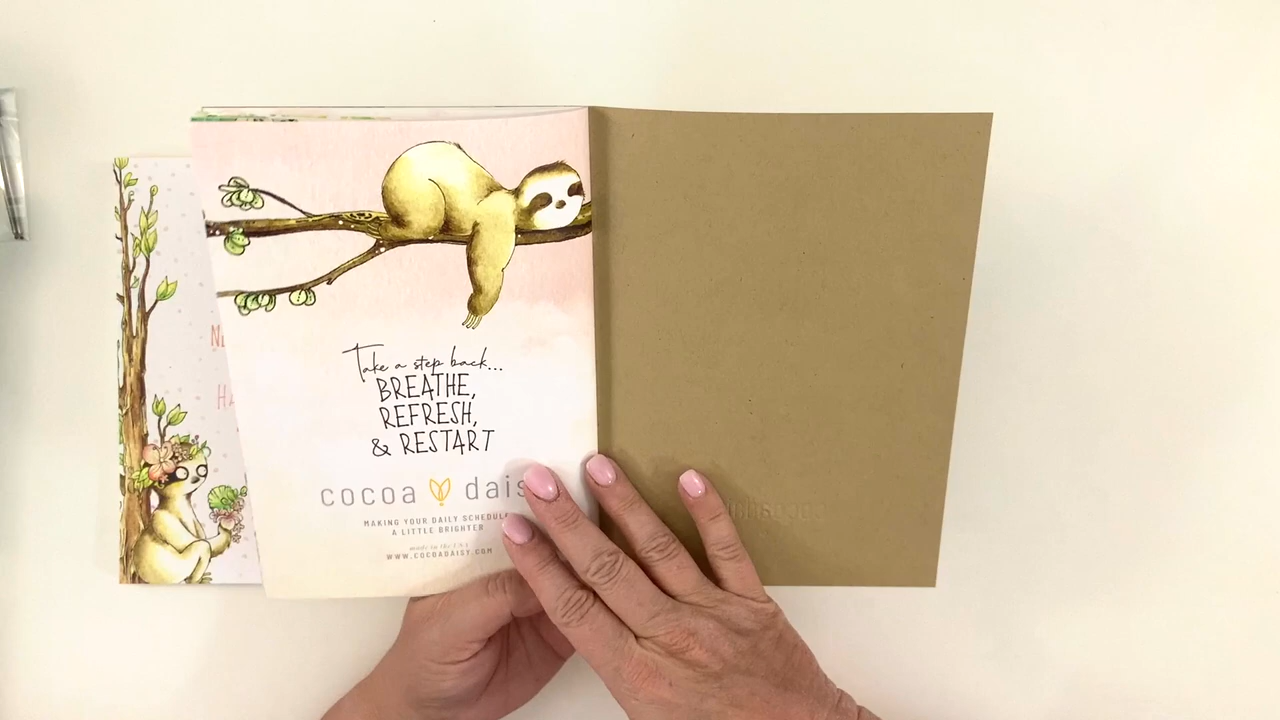 Take a step back...
BREATHE,
REFRESH,
& RESTART
cocoa dais
MAKING YOUR DAILY SCHEDULE
A LITTLE BRIGHTER
made in the USA
WWW.COCOADAISY.COM